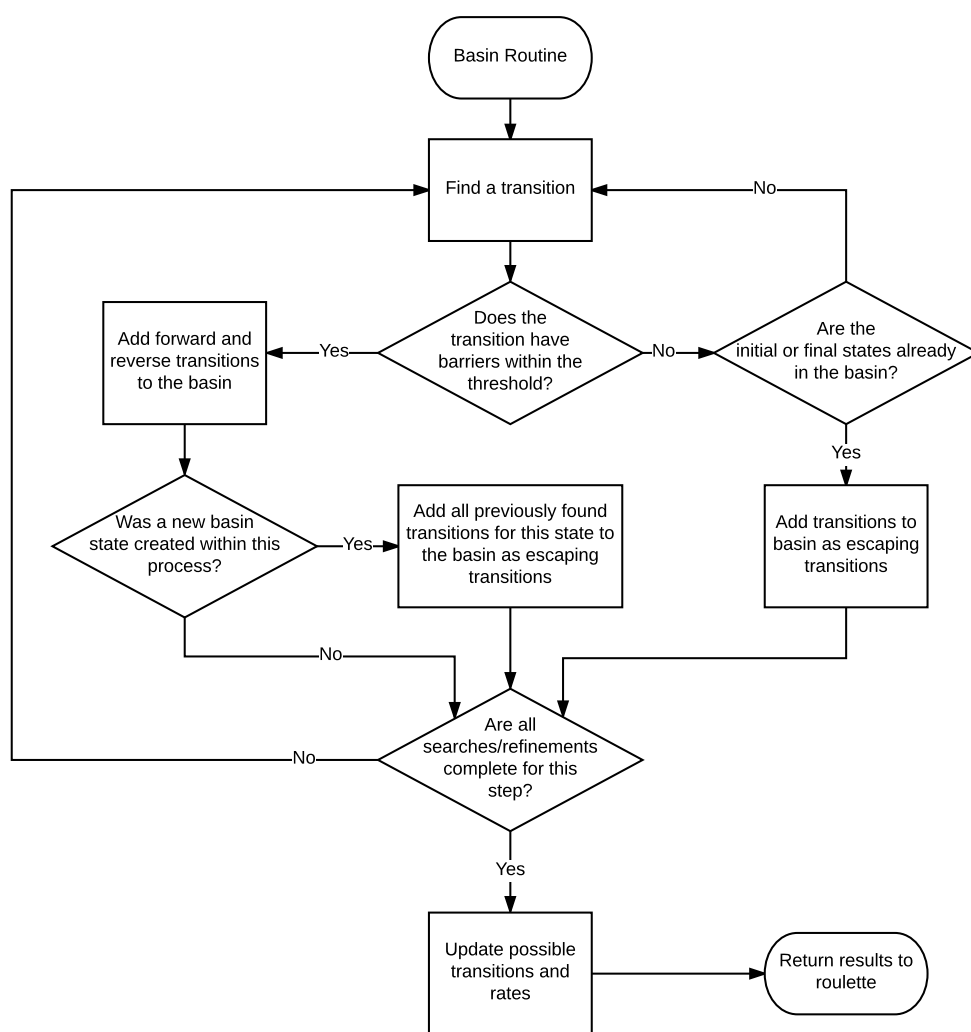 Basin Routine
Find a transition
No
Does the
transition have
barriers within the
threshold?
Are the
initial or final states already
in the basin?
Add forward and
reverse transitions
to the basin
Yes
No
Yes
Was a new basin
state created within this
process?
Yes
Add all previously found
transitions for this state to
the basin as escaping
transitions
Add transitions to
basin as escaping
transitions
No
Are all
searches/refinements
complete for this
step?
No
Yes
Update possible
transitions and
rates
Return results to
roulette